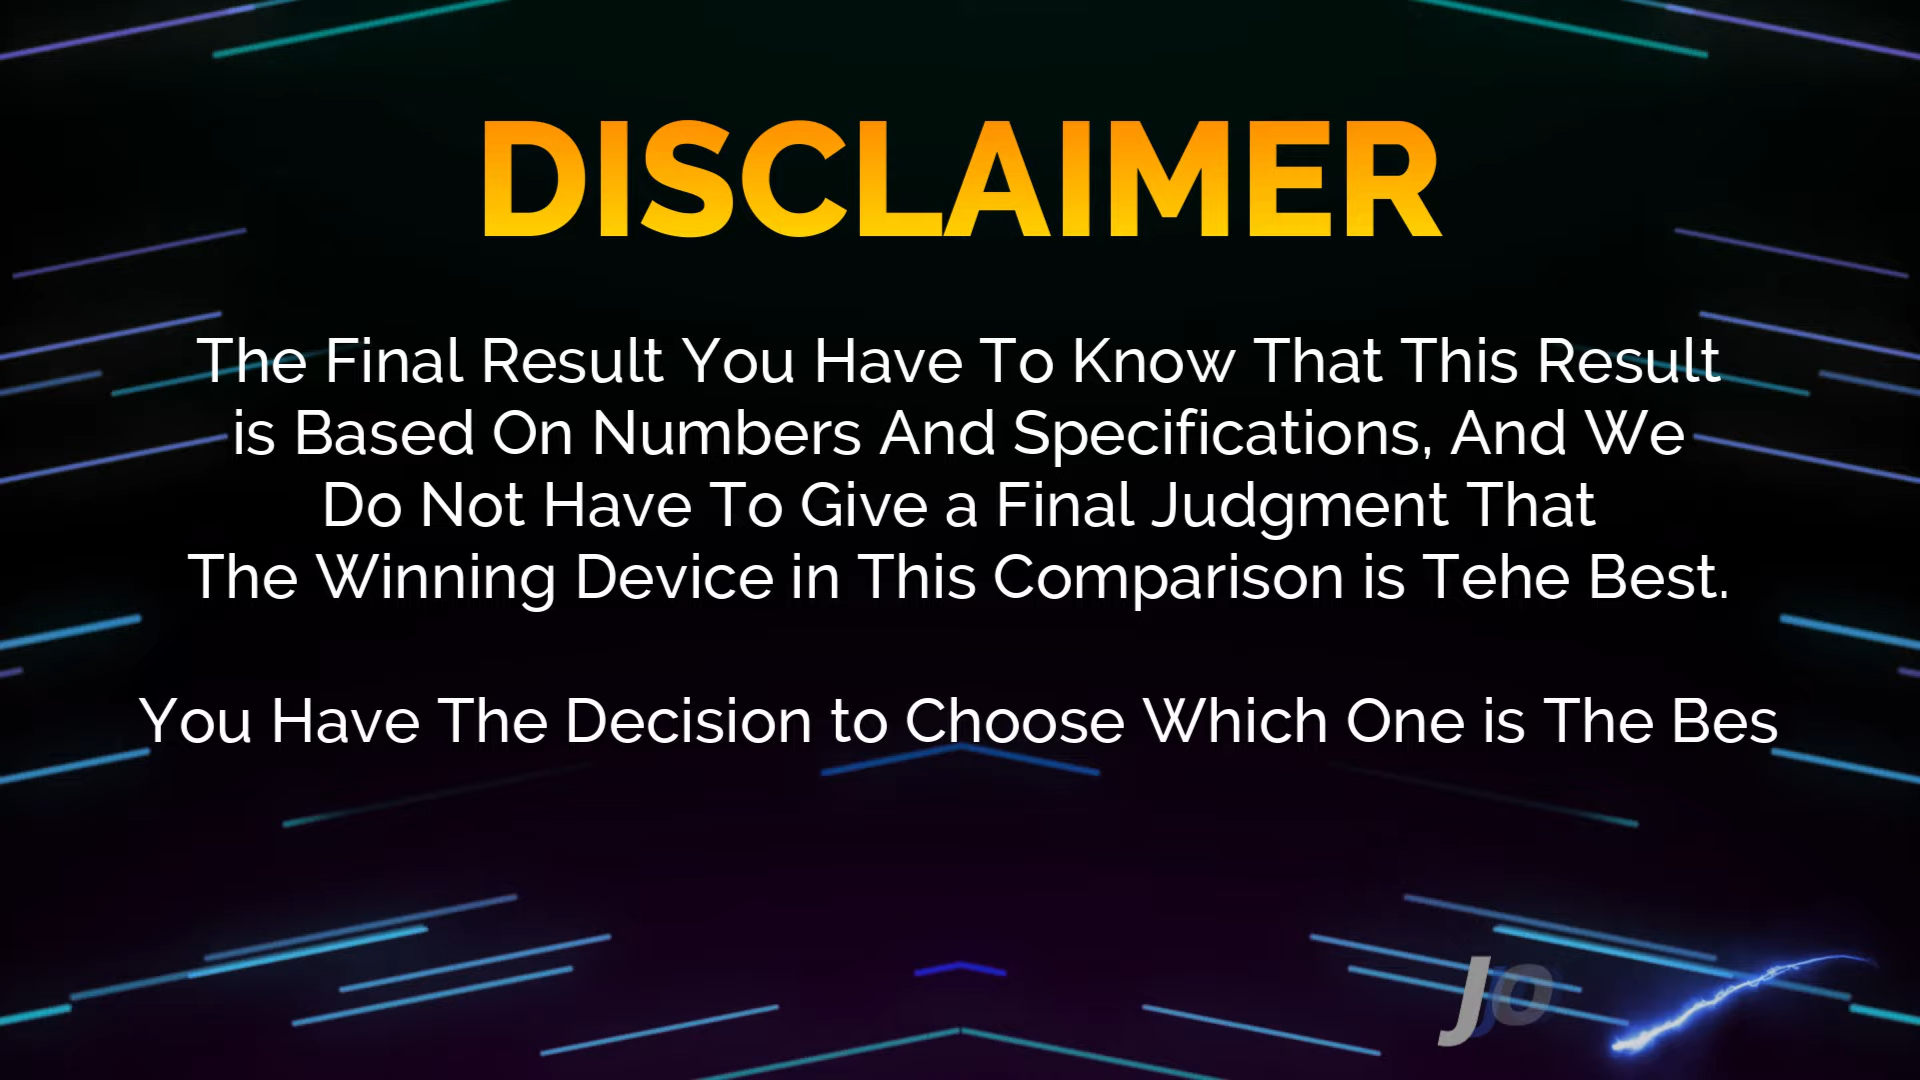 DISCLAIMER
The Final Result You Have To Know That This Result
is Based On Numbers And Specifications, And We
Do Not Have To Give a Final Judgment That
The Winning Device in This Comparison is Tehe Best.
You Have The Decision to Choose Which One is The Bes
Jo